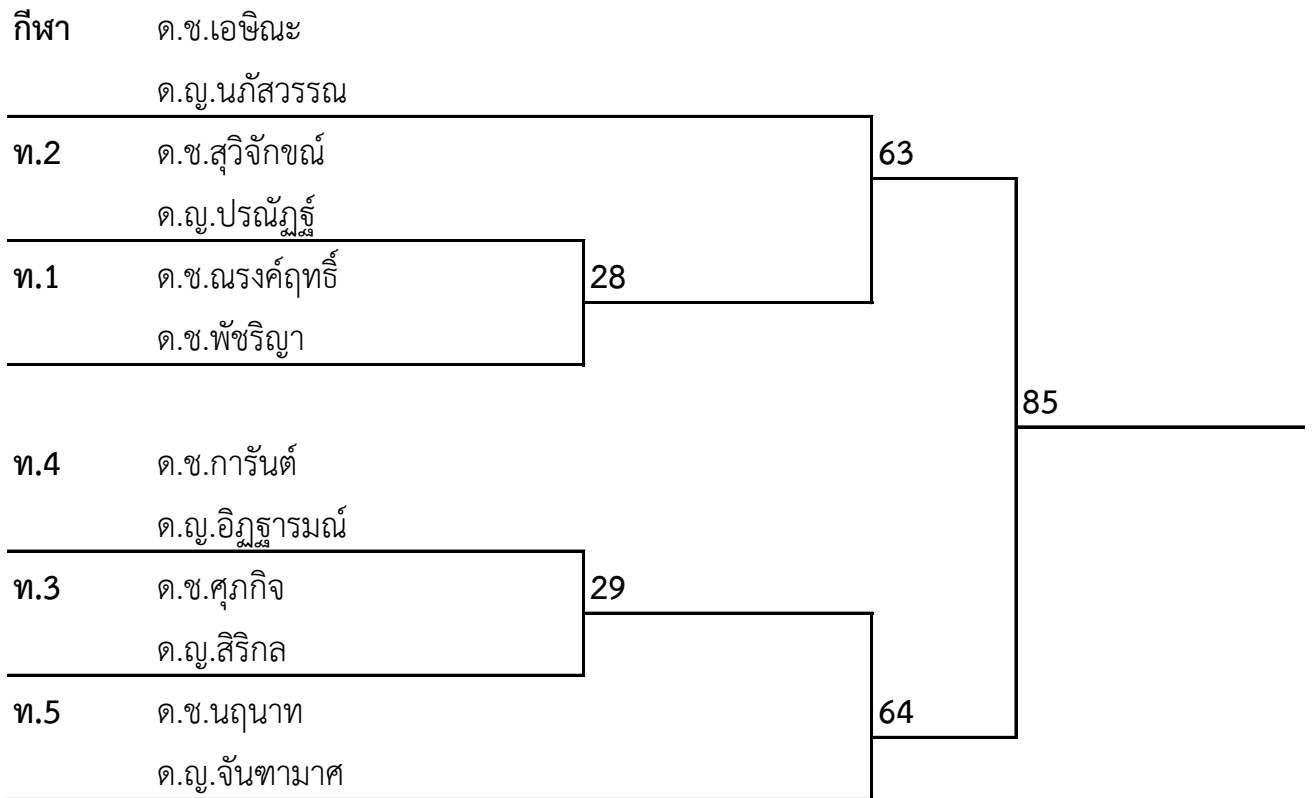 กีฬา ด.ช.เอษิณะ
ด.ญ.นภัสวรรณ
ท.2 ด.ช.สุวิจักขณ์ 63
ด.ญ.ปรณัฏฐ์
ท.1 ด.ช.ณรงค์ฤทธิ์ 28
ด.ช.พัชริญา
85
ท.4 ด.ช.การันต์
ด.ญ.อิฏฐารมณ์
ท.3 ด.ช.ศุภกิจ 29
ด.ญ.สิริกล
ท.5 ด.ช.นฤนาท 64
ด.ญ.จันฑามาศ